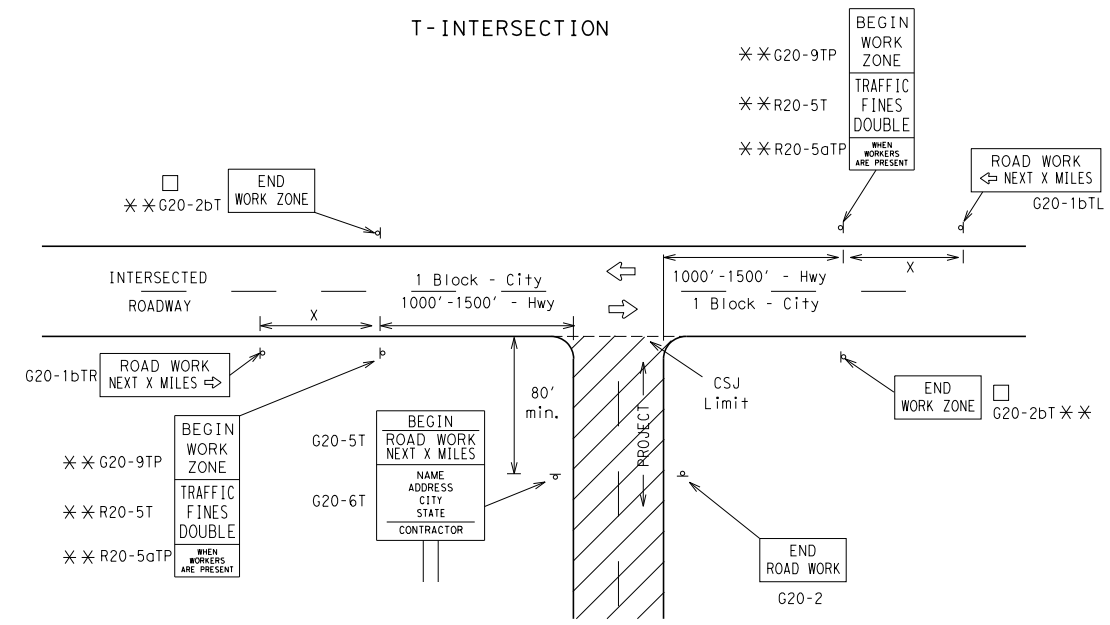 T-INTERSECTION
BEGIN
WORK
ZONE
TRAFFIC
FINES
DOUBLE
WHEN
WORKERS
ARE PRESENT
**G20-9TP
**R20-5T
**R20-5aTP
ROAD WORK
⇦ NEXT X MILES
G20-1bTL
END
WORK ZONE
□
**G20-2bT
INTERSECTED
ROADWAY
1 Block - City
1000'-1500' - Hwy
1000'-1500' - Hwy
1 Block - City
X
X
G20-1bTR
ROAD WORK
NEXT X MILES ⇨
BEGIN
WORK
ZONE
TRAFFIC
FINES
DOUBLE
WHEN
WORKERS
ARE PRESENT
**G20-9TP
**R20-5T
**R20-5aTP
G20-5T
BEGIN
ROAD WORK
NEXT X MILES
G20-6T
NAME
ADDRESS
CITY
STATE
CONTRACTOR
80'
min.
PROJECT
CSJ
Limit
END
WORK ZONE
□
G20-2bT**
END
ROAD WORK
G20-2